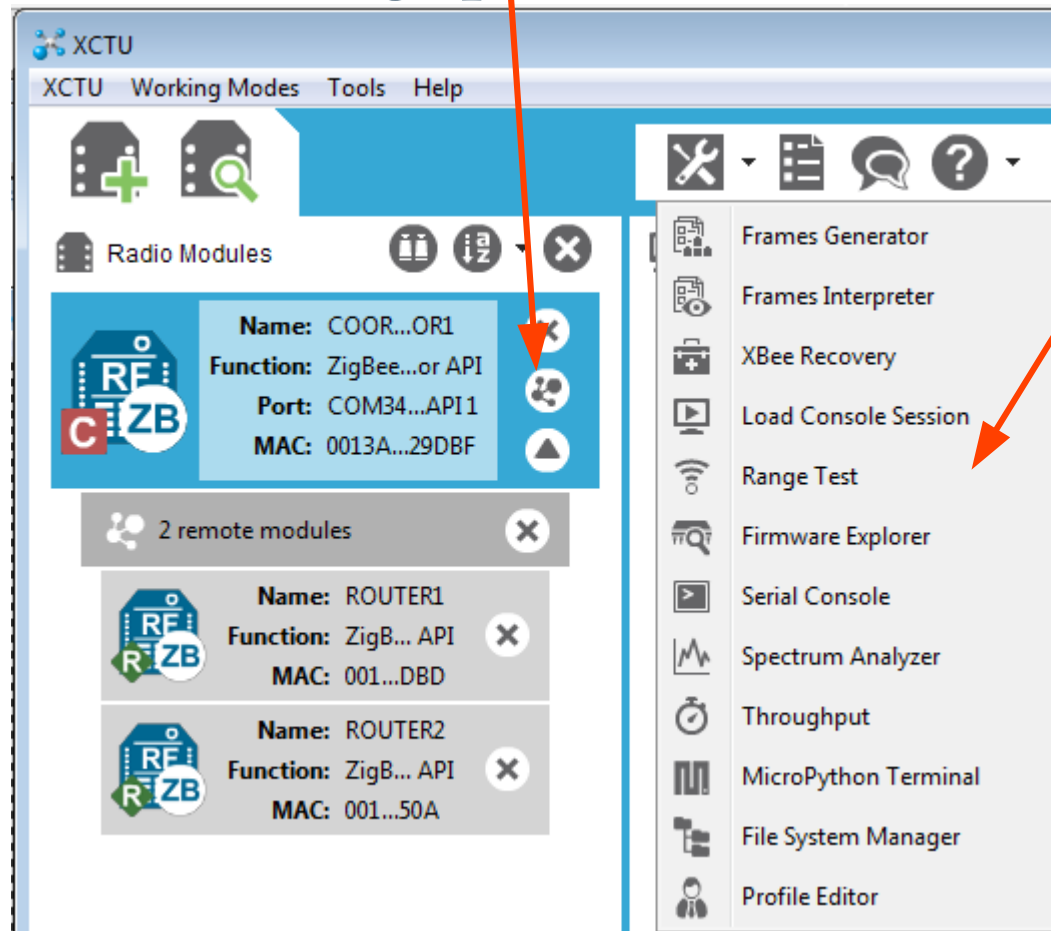 XCTU
XCTU Working Modes Tools Help
Radio Modules
Name: COOR...OR1
Function: ZigBee...or API
Port: COM34...API 1
MAC: 0013A...29DBF
C RF ZB
2 remote modules
Name: ROUTER1
Function: ZigB... API
MAC: 001...DBD
R RF ZB
Name: ROUTER2
Function: ZigB... API
MAC: 001...50A
R RF ZB
Frames Generator
Frames Interpreter
XBee Recovery
Load Console Session
Range Test
Firmware Explorer
Serial Console
Spectrum Analyzer
Throughput
MicroPython Terminal
File System Manager
Profile Editor